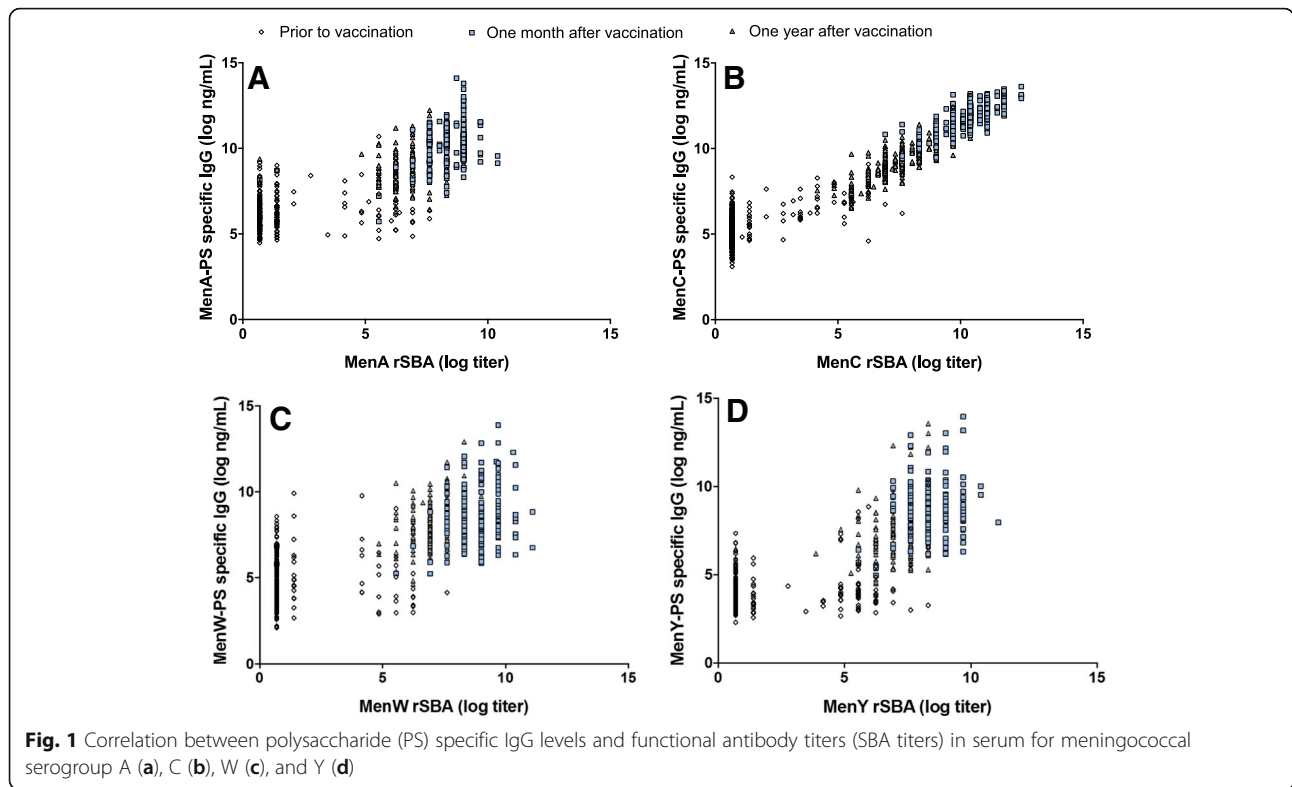 Prior to vaccination One month after vaccination One year after vaccination
A
MenA-PS specific IgG (log ng/mL)
15
10
5
0
0 5 10 15
MenA rSBA (log titer)
B
MenC-PS specific IgG (log ng/mL)
15
10
5
0
0 5 10 15
MenC rSBA (log titer)
C
MenW-PS specific IgG (log ng/mL)
15
10
5
0
0 5 10 15
MenW rSBA (log titer)
D
MenY-PS specific IgG (log ng/mL)
15
10
5
0
0 5 10 15
MenY rSBA (log titer)
Fig. 1 Correlation between polysaccharide (PS) specific IgG levels and functional antibody titers (SBA titers) in serum for meningococcal
serogroup A (a), C (b), W (c), and Y (d)